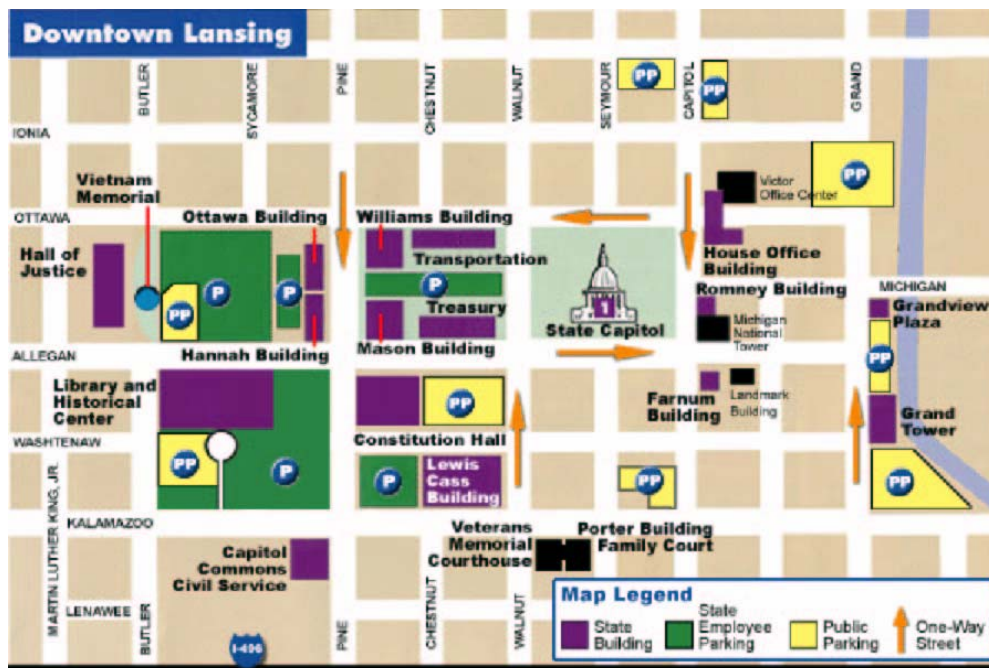 Downtown Lansing
BUTLER
SYCAMORE
PINE
CHESTNUT
WALNUT
SEYMOUR
CAPITOL
GRAND
PP
PP
IONIA
Vietnam
Memorial
PP
Victor
Office Center
OTTAWA
Ottawa Building
Williams Building
Hall of
Justice
Transportation
House Office
Building
P
P
P
PP
Treasury
1
State Capitol
Romney Building
MICHIGAN
Grandview
Plaza
Michigan
National
Tower
ALLEGAN
Hannah Building
Mason Building
PP
Library and
Historical
Center
PP
Farnum
Building
Landmark
Building
Grand
Tower
WASHTENAW
Constitution Hall
PP
P
P
Lewis
Cass
Building
PP
PP
MARTIN LUTHER KING, JR.
KALAMAZOO
Veterans
Memorial
Courthouse
Porter Building
Family Court
Capitol
Commons
Civil Service
LENAWEE
BUTLER
PINE
CHESTNUT
WALNUT
I-496
Map Legend
State
Building
State
Employee
Parking
Public
Parking
One-Way
Street